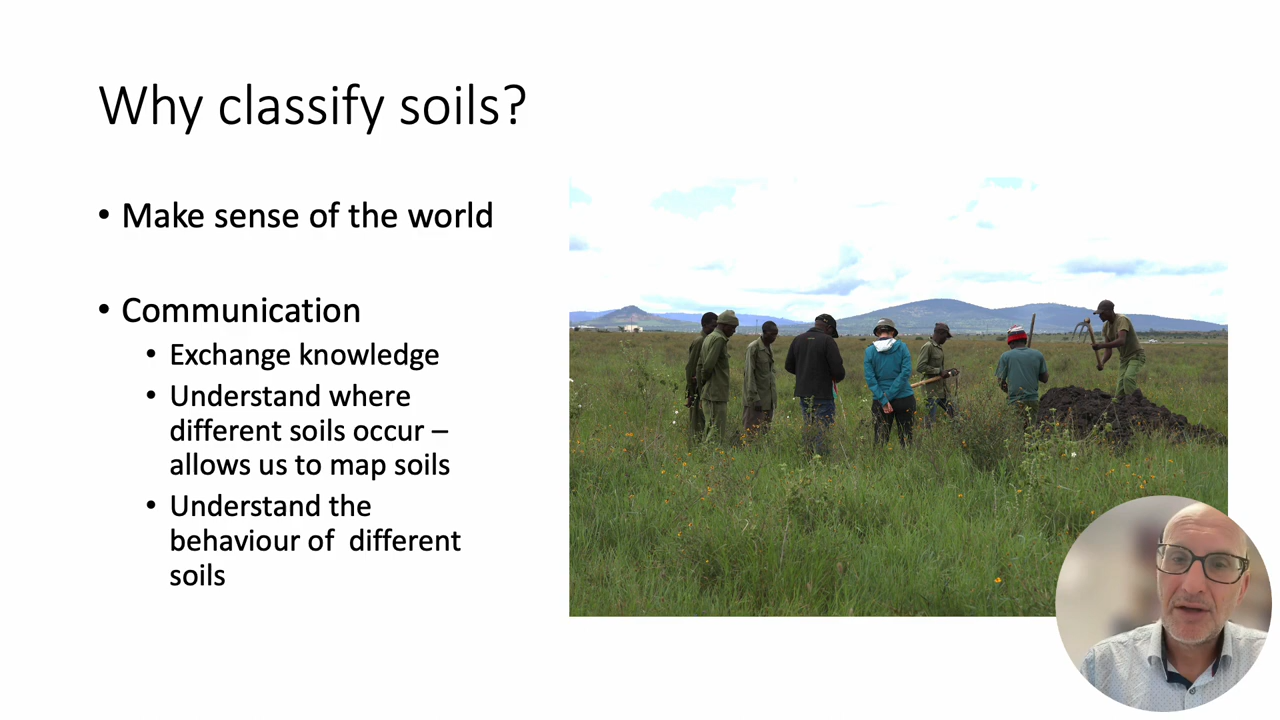 Why classify soils?
• Make sense of the world
• Communication
• Exchange knowledge
• Understand where
different soils occur –
allows us to map soils
• Understand the
behaviour of different
soils